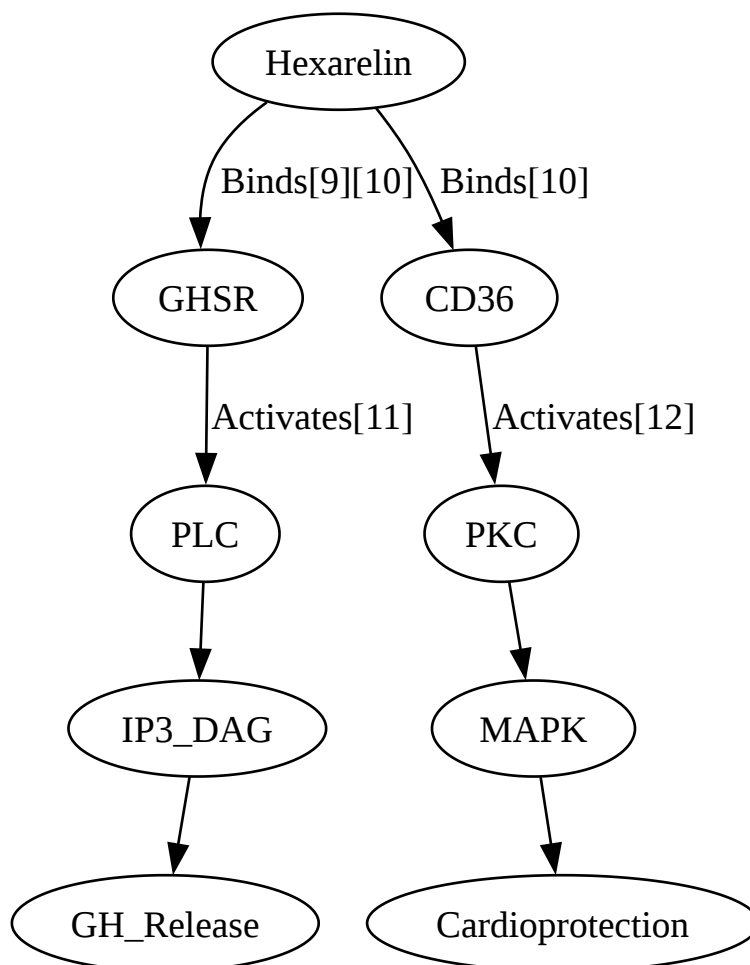 Hexarelin
Binds[9][10] Binds[10]
GHSR CD36
Activates[11] Activates[12]
PLC PKC
IP3_DAG MAPK
GH_Release Cardioprotection